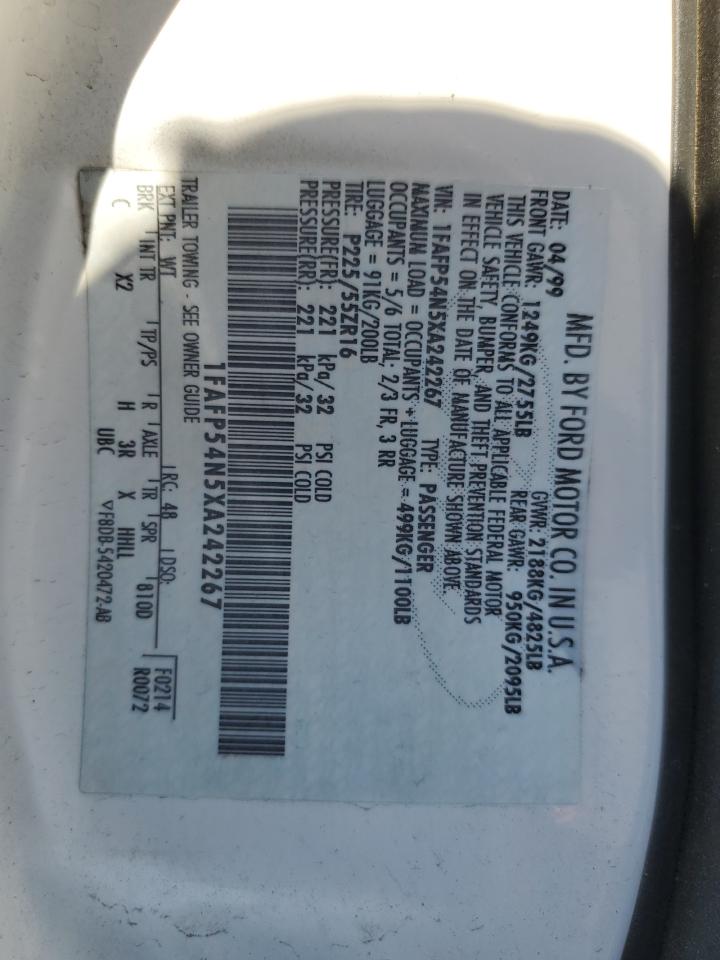 MFD. BY FORD MOTOR CO. IN U.S.A.
DATE: 04/99 GVWR: 2188KG/4825LB
FRONT GAWR: 1249KG/2755LB REAR GAWR: 950KG/2095LB
THIS VEHICLE CONFORMS TO ALL APPLICABLE FEDERAL MOTOR
VEHICLE SAFETY, BUMPER, AND THEFT PREVENTION STANDARDS
IN EFFECT ON THE DATE OF MANUFACTURE SHOWN ABOVE.
VIN: 1FAFP54N5XA242267 TYPE: PASSENGER
MAXIMUM LOAD = OCCUPANTS + LUGGAGE = 499KG/1100LB
OCCUPANTS = 5/6 TOTAL; 2/3 FR, 3 RR
LUGGAGE = 91KG/200LB
TIRE: P225/55ZR16
PRESSURE(FR): 221 kPa/32 PSI COLD
PRESSURE(RR): 221 kPa/32 PSI COLD
1FAFP54N5XA242267
TRAILER TOWING - SEE OWNER GUIDE
EXT PNT: WT RC: 48 DSO: F0214
BRK INT TR TP/PS R AXLE TR SPR 810D R0072
C X2 H 3R X HHLL
UBC ▽F8DB-5420472-AB